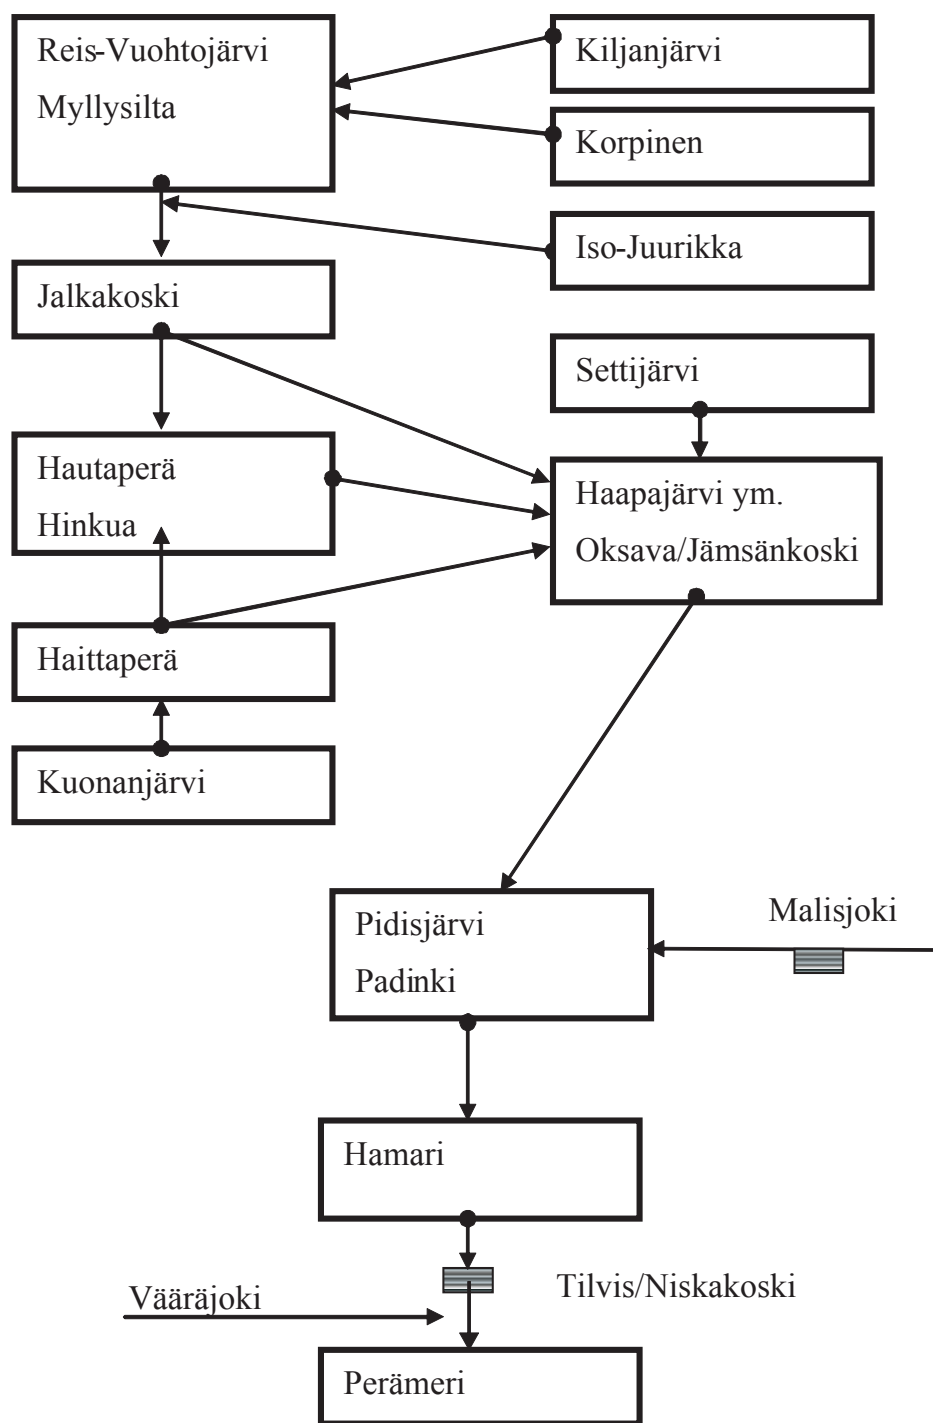 Reis-Vuohtojärvi
Myllysilta
Kiljanjärvi
Korpinen
Iso-Juurikka
Jalkakoski
Settijärvi
Hautaperä
Hinkua
Haapajärvi ym.
Oksava/Jämsänkoski
Haittaperä
Kuonanjärvi
Pidisjärvi
Padinki
Malisjoki
Hamari
Tilvis/Niskakoski
Vääräjoki
Perämeri